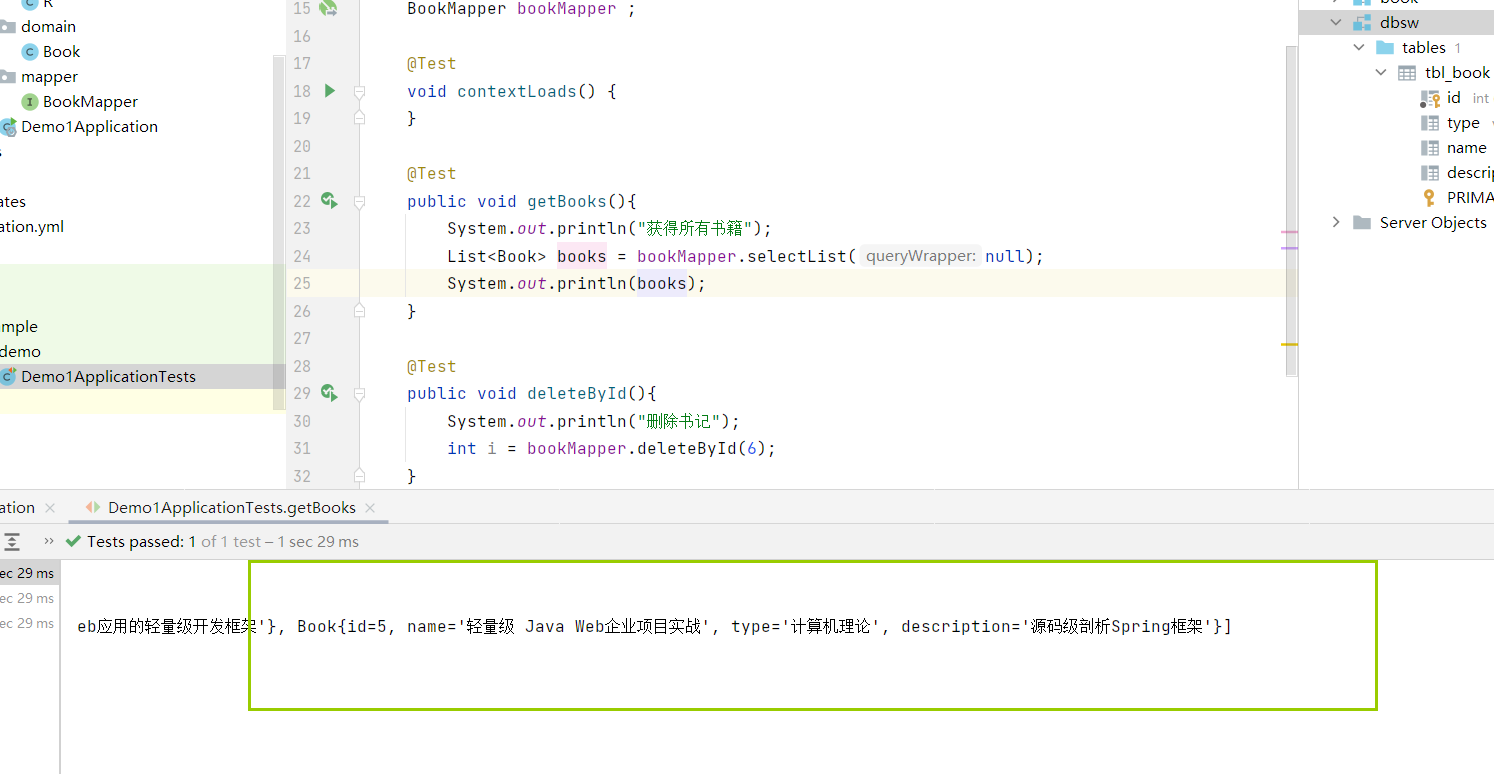 R
domain
Book
mapper
BookMapper
Demo1Application
s
ates
ation.yml
mple
demo
Demo1ApplicationTests
15 BookMapper bookMapper ;
16
17 @Test
18 void contextLoads() {
19 }
20
21 @Test
22 public void getBooks(){
23 System.out.println("获得所有书籍");
24 List<Book> books = bookMapper.selectList( queryWrapper: null);
25 System.out.println(books);
26 }
27
28 @Test
29 public void deleteById(){
30 System.out.println("删除书记");
31 int i = bookMapper.deleteById(6);
32 }
book
dbsw
tables 1
tbl_book
id int
type
name
descrip
PRIMA
Server Objects
ation
Demo1ApplicationTests.getBooks
Tests passed: 1 of 1 test – 1 sec 29 ms
ec 29 ms
ec 29 ms
ec 29 ms
eb应用的轻量级开发框架'}, Book{id=5, name='轻量级 Java Web企业项目实战', type='计算机理论', description='源码级剖析Spring框架'}]